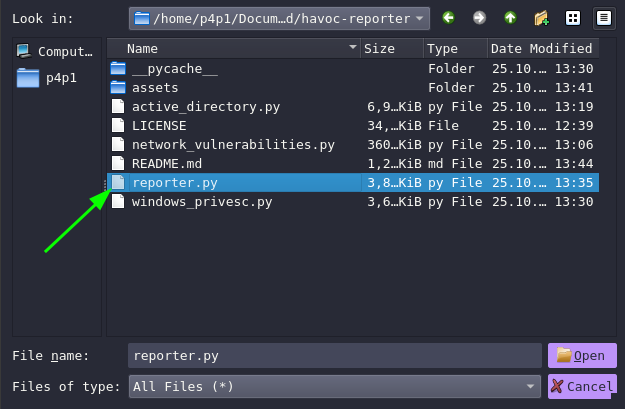 Look in: /home/p4p1/Docum…d/havoc-reporter
Comput…
p4p1
Name Size Type Date Modified
__pycache__ Folder 25.10.… 13:30
assets Folder 25.10.… 13:41
active_directory.py 6,9…KiB py File 25.10.… 13:19
LICENSE 34,…KiB File 25.10.… 12:39
network_vulnerabilities.py 360…KiB py File 25.10.… 13:06
README.md 1,2…KiB md File 25.10.… 13:44
reporter.py 3,8…KiB py File 25.10.… 13:35
windows_privesc.py 3,6…KiB py File 25.10.… 13:30
File name: reporter.py Open
Files of type: All Files (*) Cancel